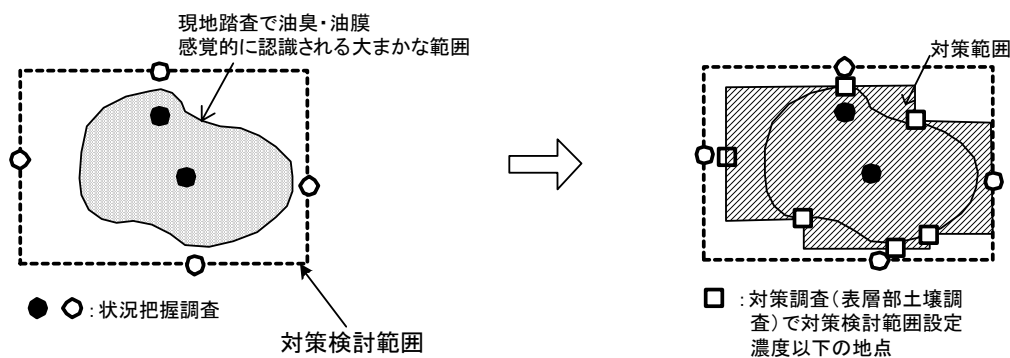 現地踏査で油臭・油膜
感覚的に認識される大まかな範囲
:状況把握調査
対策検討範囲
対策範囲
:対策調査(表層部土壌調
査)で対策検討範囲設定
濃度以下の地点